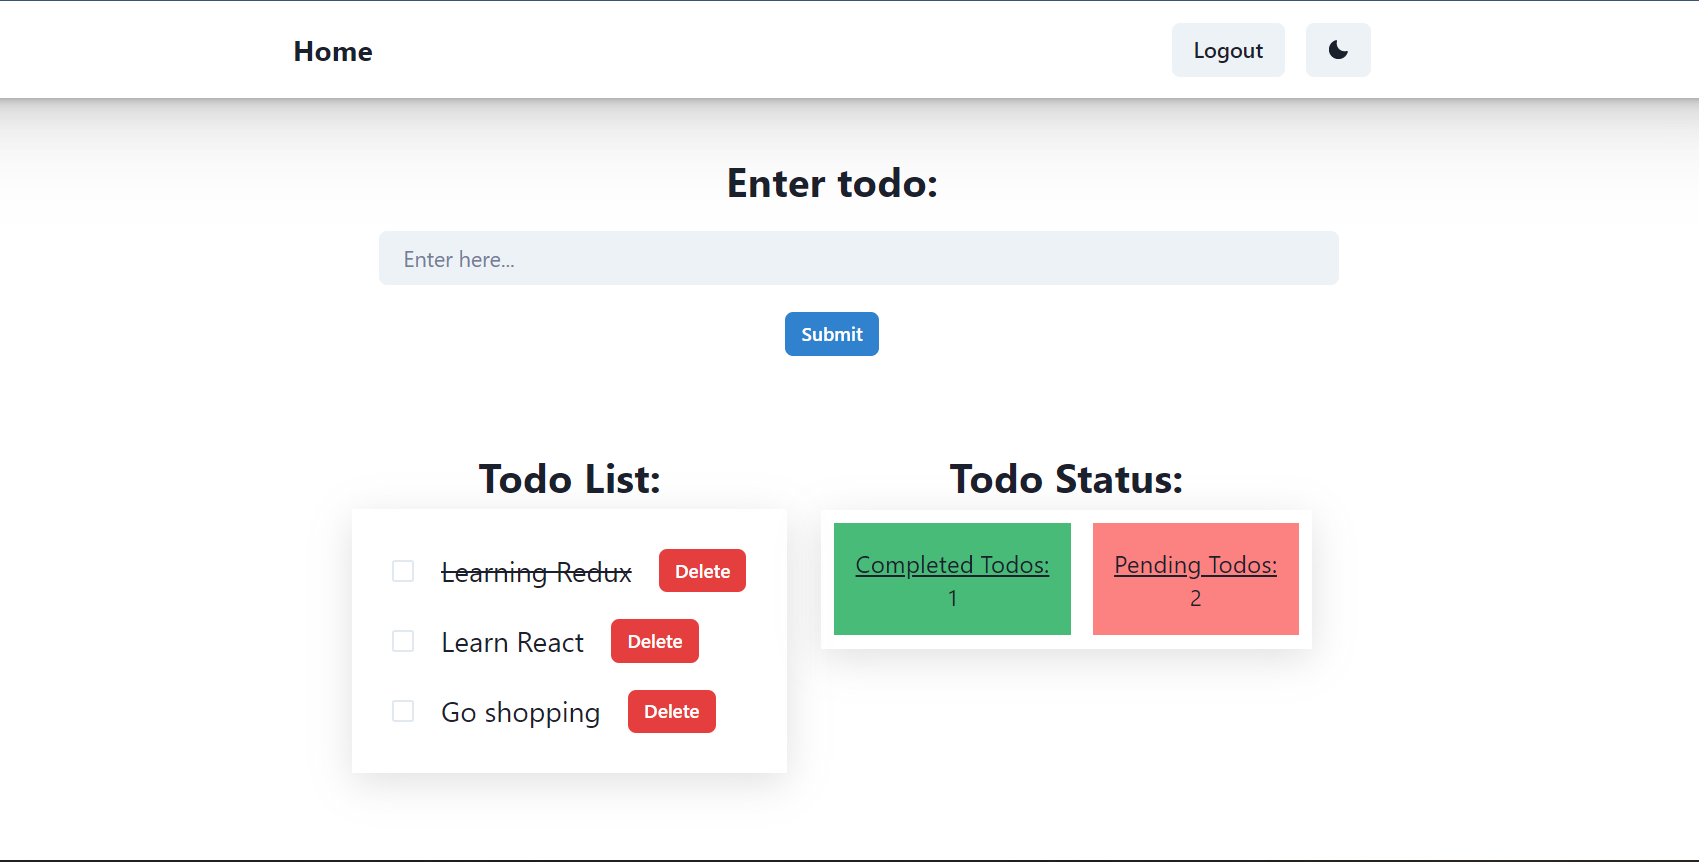 Home
Logout
Enter todo:
Enter here...
Submit
Todo List:
Learning Redux Delete
Learn React Delete
Go shopping Delete
Todo Status:
Completed Todos:
1
Pending Todos:
2